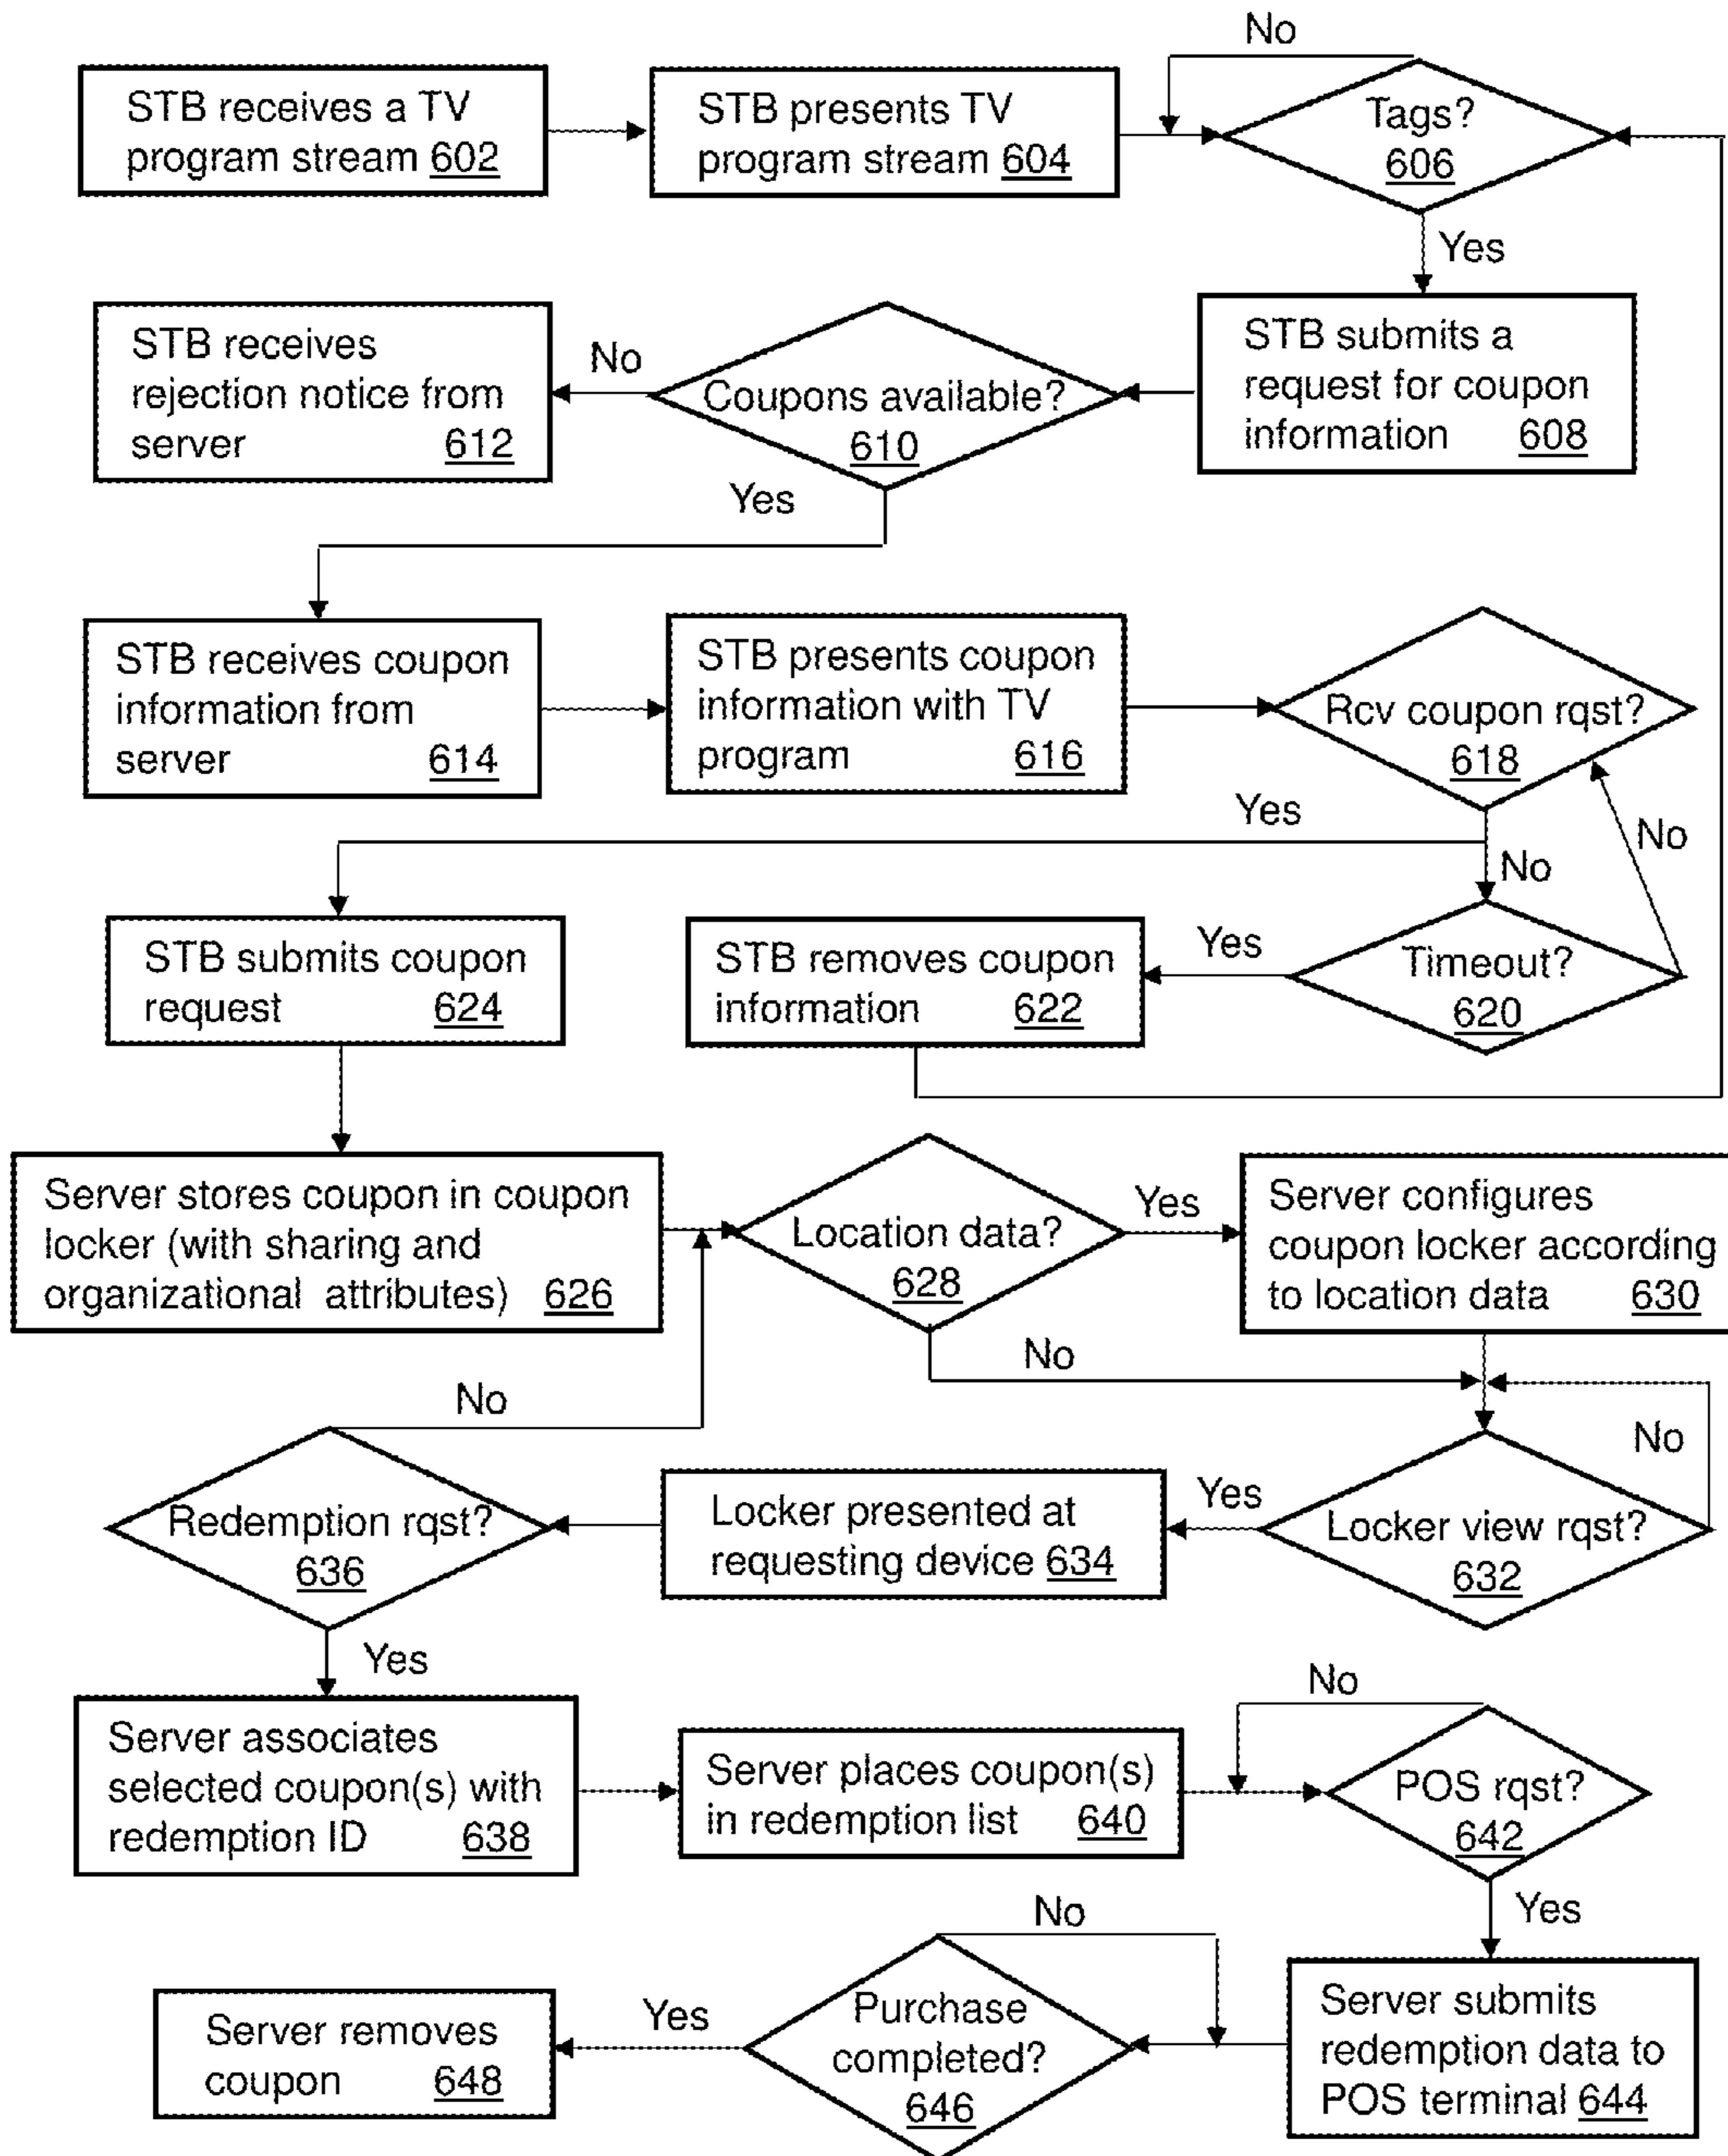 No
STB receives a TV
program stream 602
STB presents TV
program stream 604
Tags?
606
Yes
STB receives
rejection notice from
server 612
No
Coupons available?
610
STB submits a
request for coupon
information 608
Yes
STB receives coupon
information from
server 614
STB presents coupon
information with TV
program 616
Rcv coupon rqst?
618
Yes
No
No
STB submits coupon
request 624
STB removes coupon
information 622
Yes
Timeout?
620
Server stores coupon in coupon
locker (with sharing and
organizational attributes) 626
Location data?
628
Yes
Server configures
coupon locker according
to location data 630
No
No
No
Redemption rqst?
636
Locker presented at
requesting device 634
Yes
Locker view rqst?
632
Yes
Server associates
selected coupon(s) with
redemption ID 638
Server places coupon(s)
in redemption list 640
No
POS rqst?
642
Yes
No
Server removes
coupon 648
Yes
Purchase
completed?
646
Server submits
redemption data to
POS terminal 644